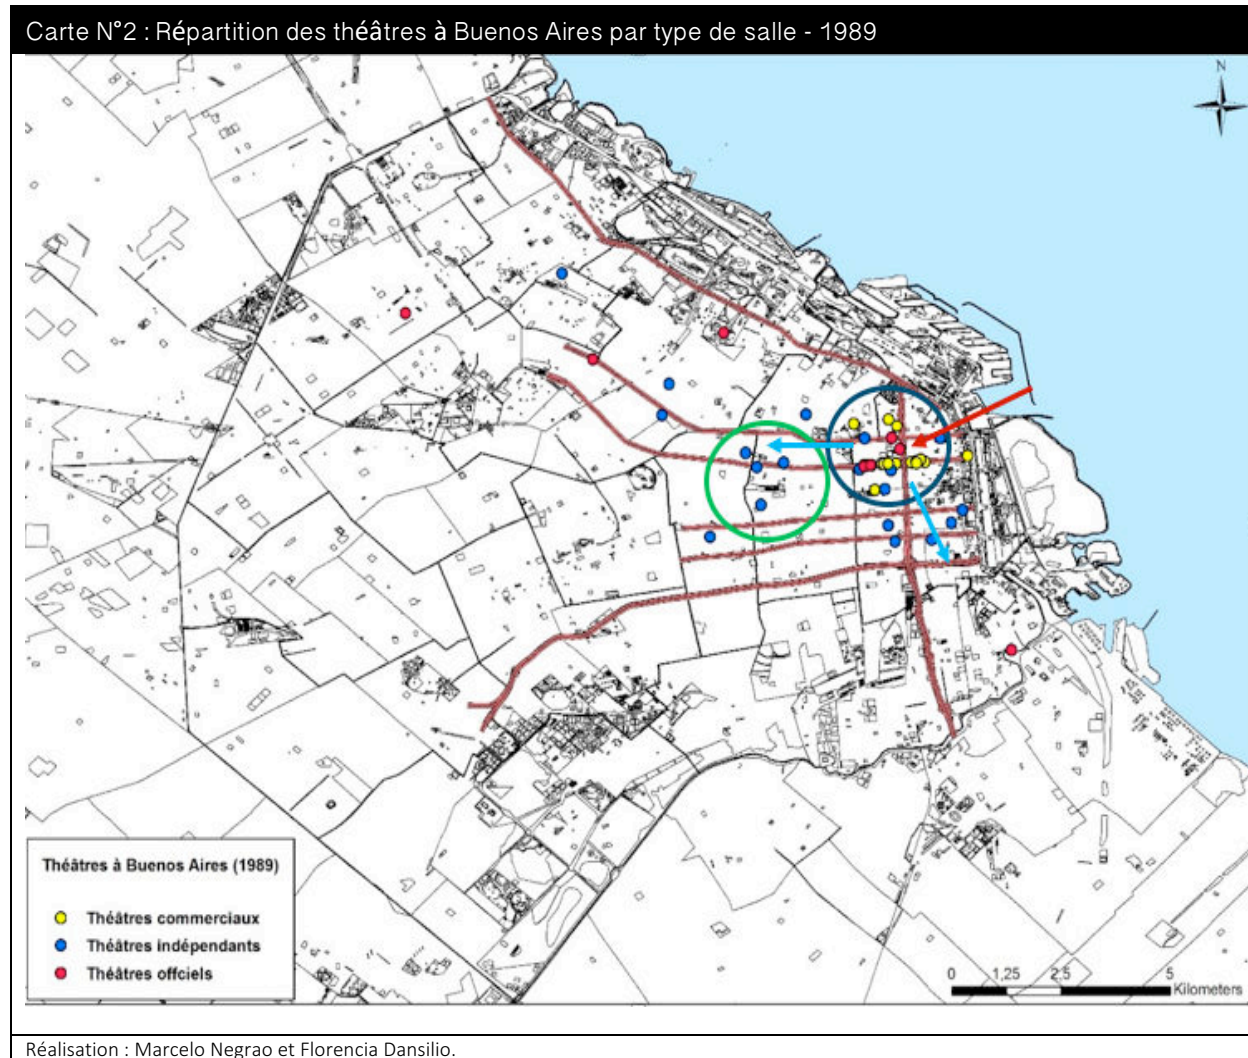 Carte N°2 : Répartition des théâtres à Buenos Aires par type de salle - 1989
N
Théâtres à Buenos Aires (1989)
Théâtres commerciaux
Théâtres indépendants
Théâtres offciels
0 1,25 2,5 5
Kilometers
Réalisation : Marcelo Negrao et Florencia Dansilio.